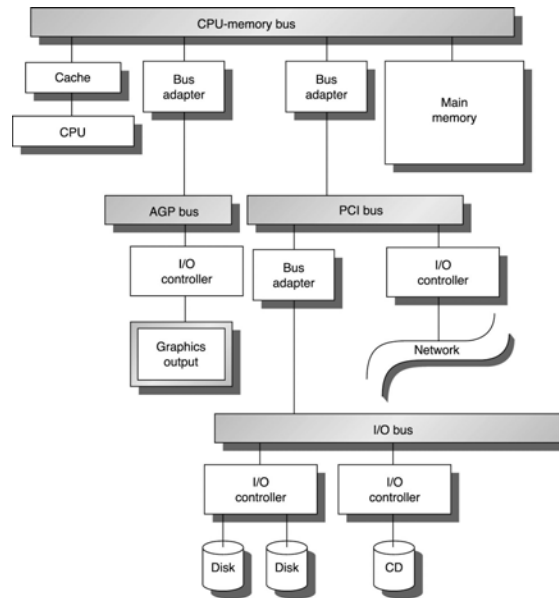 CPU-memory bus
Cache
Bus
adapter
Bus
adapter
Main
memory
CPU
AGP bus
PCI bus
I/O
controller
Bus
adapter
I/O
controller
Graphics
output
Network
I/O bus
I/O
controller
I/O
controller
Disk
Disk
CD